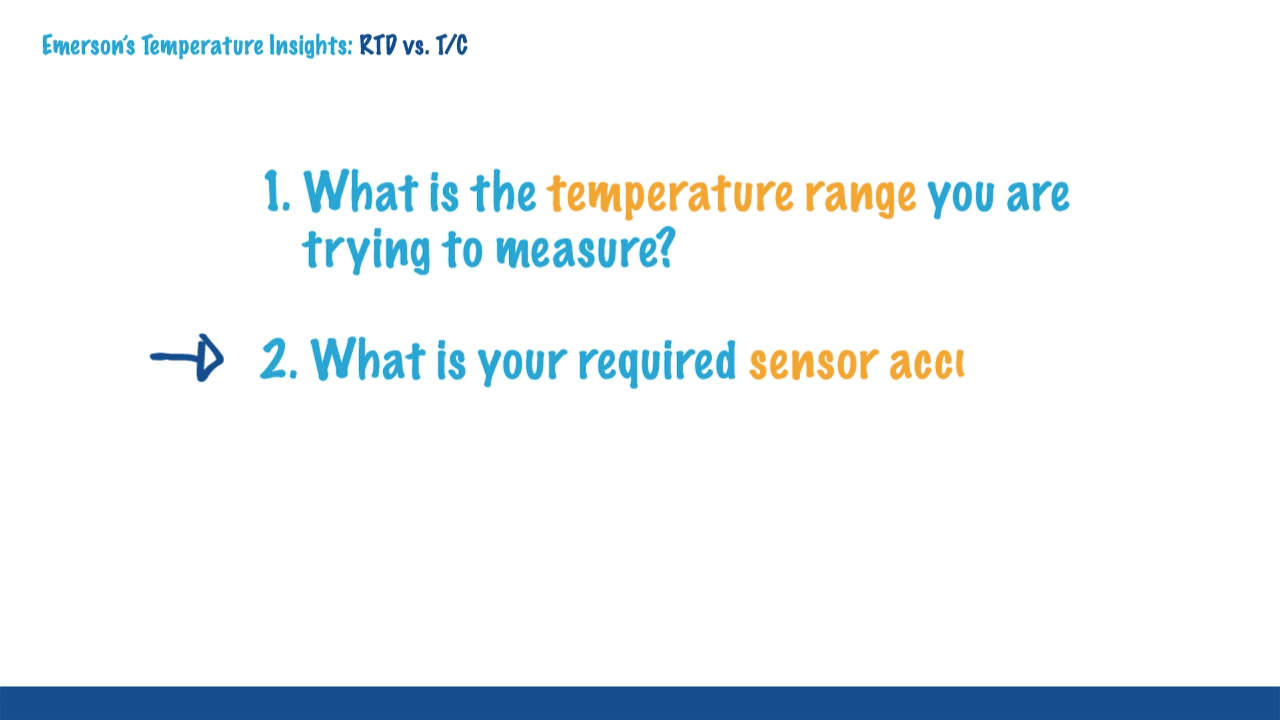 Emerson's Temperature Insights: RTD vs. T/C
1. What is the temperature range you are
trying to measure?
2. What is your required sensor